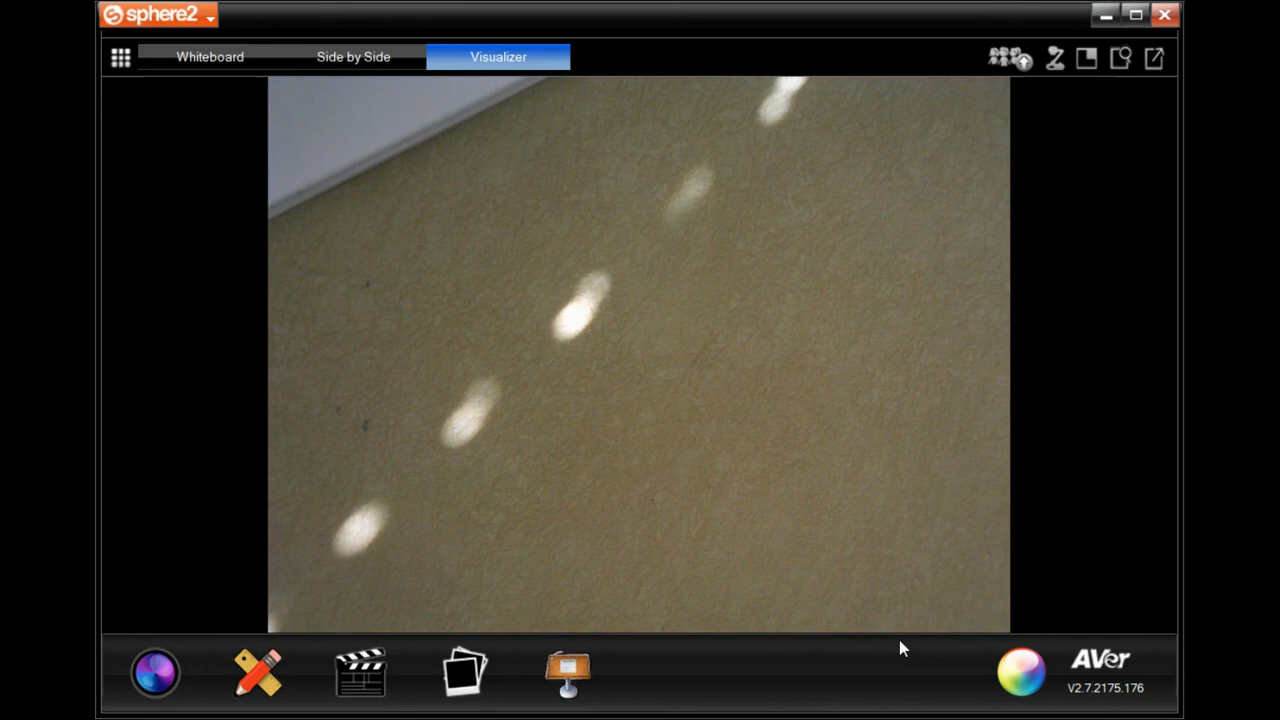 sphere2
Whiteboard
Side by Side
Visualizer
AVer
V2.7.2175.176